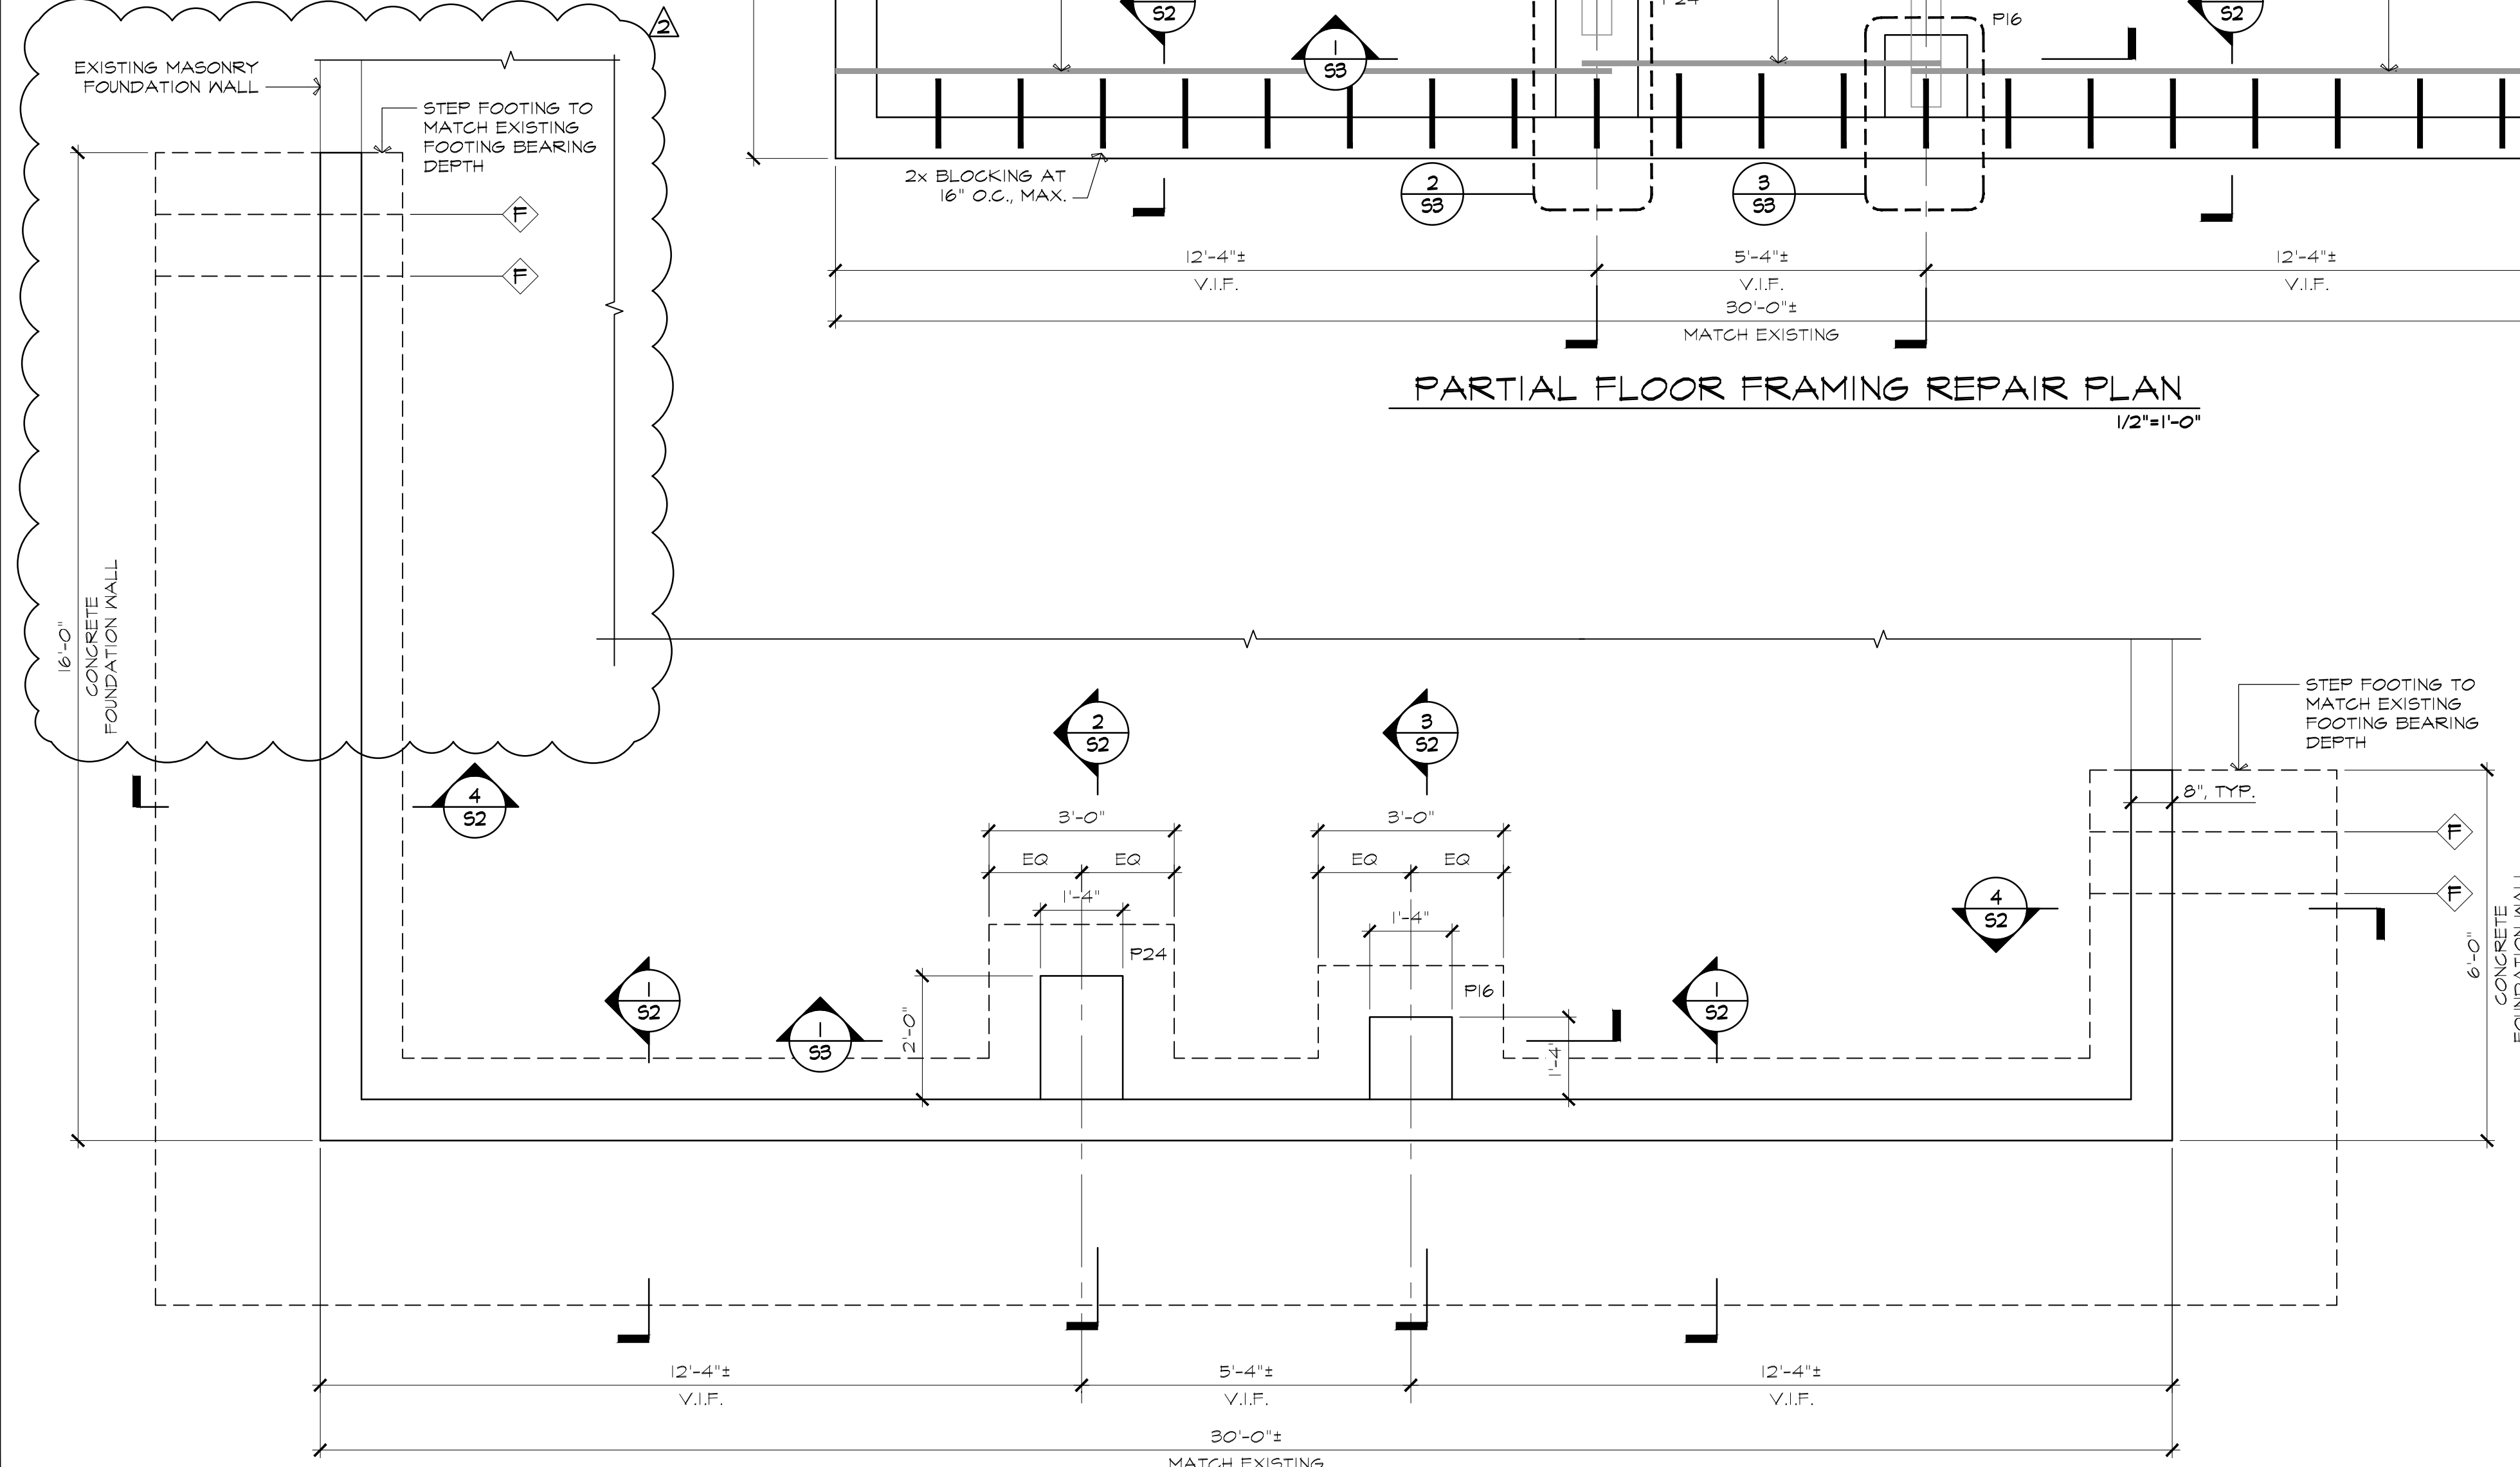 2
EXISTING MASONRY
FOUNDATION WALL
STEP FOOTING TO
MATCH EXISTING
FOOTING BEARING
DEPTH
F
F
16'-0"
CONCRETE
FOUNDATION WALL
S2
1
S3
P24
P16
S2
2x BLOCKING AT
16" O.C., MAX.
2
S3
3
S3
12'-4"±
V.I.F.
5'-4"±
V.I.F.
12'-4"±
V.I.F.
30'-0"±
MATCH EXISTING
PARTIAL FLOOR FRAMING REPAIR PLAN
1/2"=1'-0"
2
S2
3
S2
STEP FOOTING TO
MATCH EXISTING
FOOTING BEARING
DEPTH
4
S2
3'-0"
EQ
EQ
1'-4"
P24
3'-0"
EQ
EQ
1'-4"
P16
8", TYP.
F
F
4
S2
6'-0"
CONCRETE
FOUNDATION WALL
1
S2
1
S3
2'-0"
1'-4"
1
S2
12'-4"±
V.I.F.
5'-4"±
V.I.F.
12'-4"±
V.I.F.
30'-0"±
MATCH EXISTING